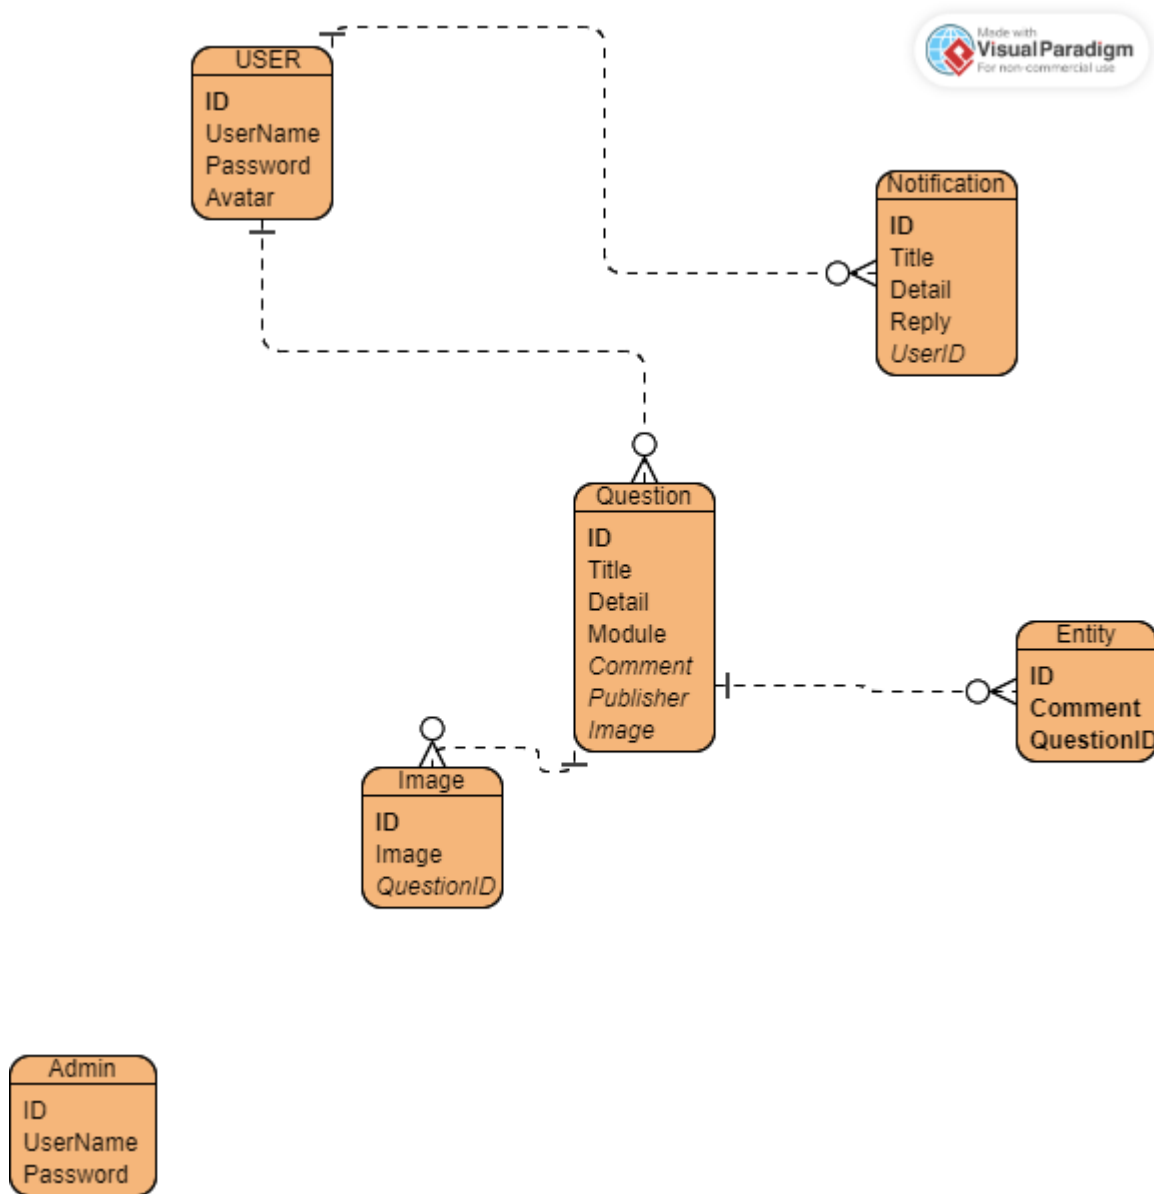 Made with
Visual Paradigm
For non-commercial use
USER
ID
UserName
Password
Avatar
Notification
ID
Title
Detail
Reply
UserID
Question
ID
Title
Detail
Module
Comment
Publisher
Image
Entity
ID
Comment
QuestionID
Image
ID
Image
QuestionID
Admin
ID
UserName
Password